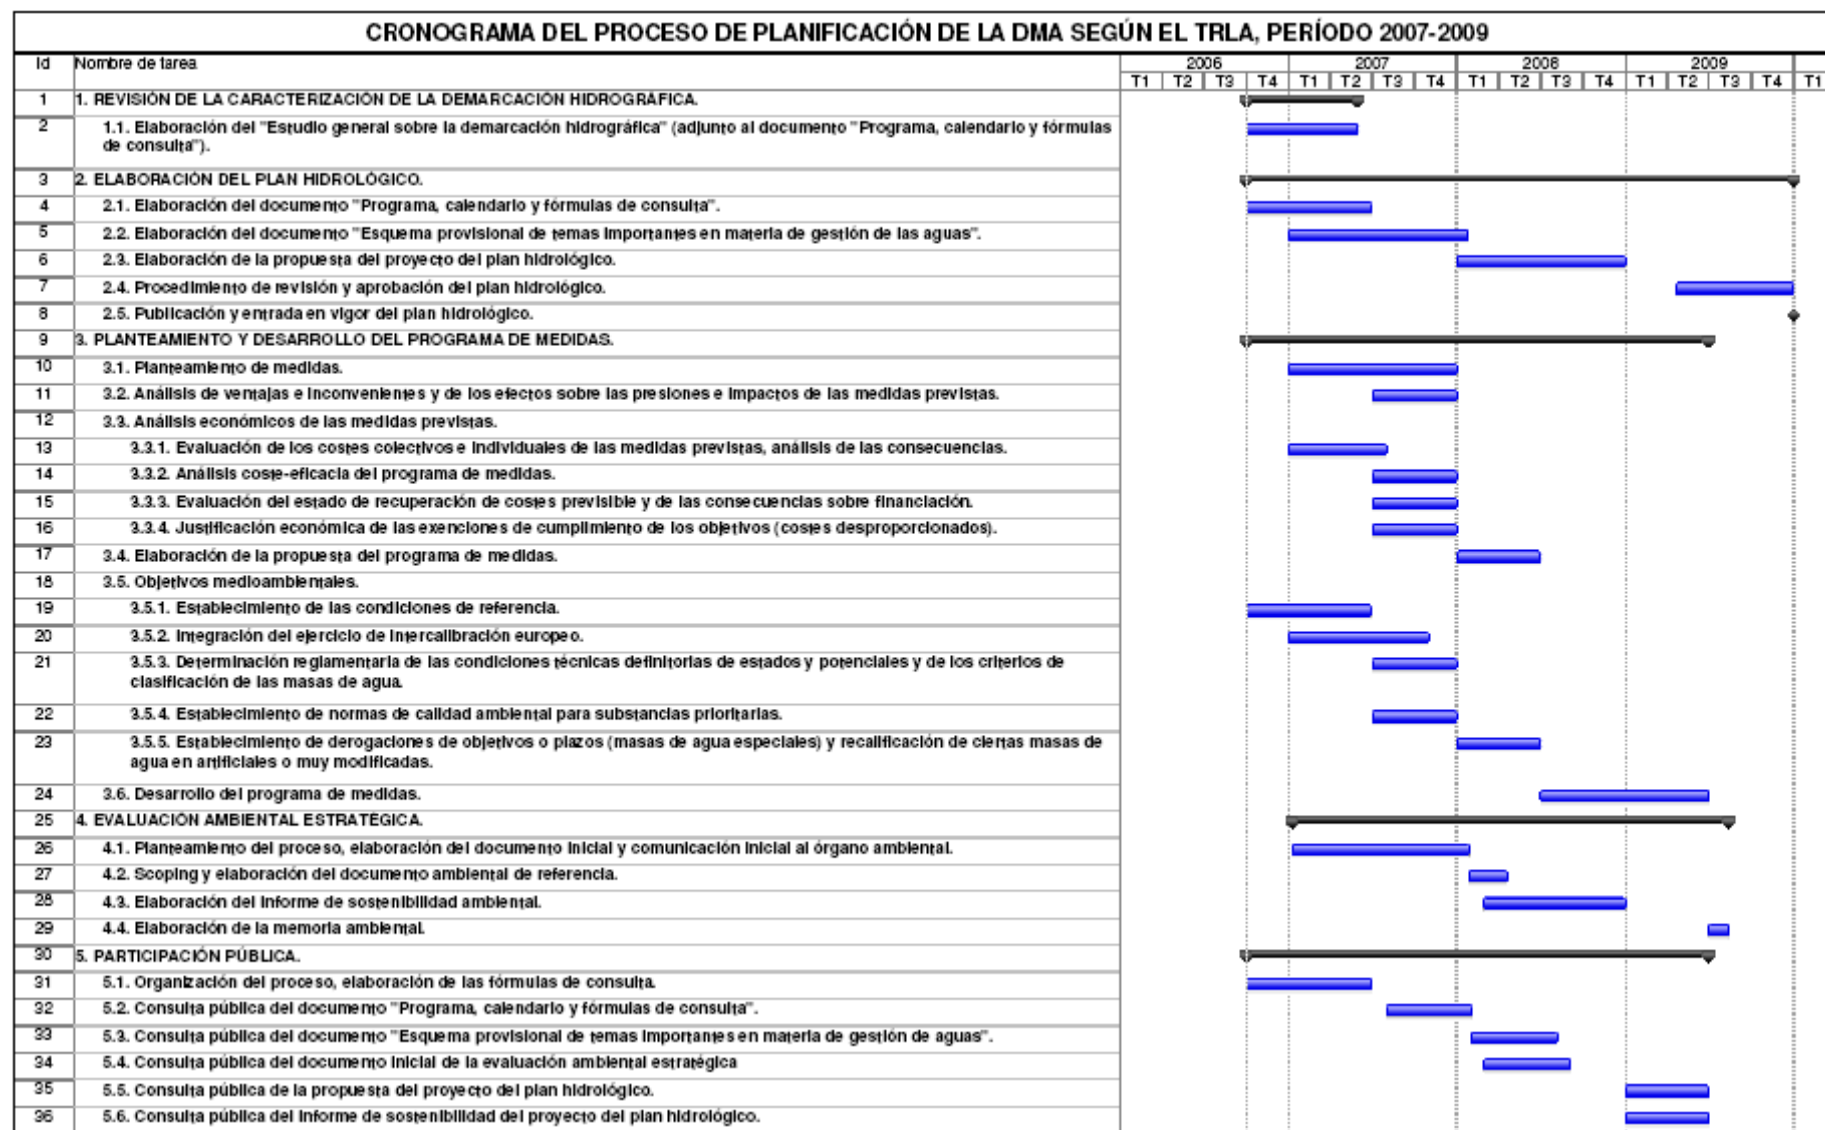 CRONOGRAMA DEL PROCESO DE PLANIFICACIÓN DE LA DMA SEGÚN EL TRLA, PERÍODO 2007-2009
Id Nombre de tarea 2006 2007 2008 2009
T1 T2 T3 T4 T1 T2 T3 T4 T1 T2 T3 T4 T1 T2 T3 T4 T1
1 1. REVISIÓN DE LA CARACTERIZACIÓN DE LA DEMARCACIÓN HIDROGRÁFICA.
2 1.1. Elaboración del "Estudio general sobre la demarcación hidrográfica" (adjunto al documento "Programa, calendario y fórmulas
de consulta").
3 2. ELABORACIÓN DEL PLAN HIDROLÓGICO.
4 2.1. Elaboración del documento "Programa, calendario y fórmulas de consulta".
5 2.2. Elaboración del documento "Esquema provisional de temas importantes en materia de gestión de las aguas".
6 2.3. Elaboración de la propuesta del proyecto del plan hidrológico.
7 2.4. Procedimiento de revisión y aprobación del plan hidrológico.
8 2.5. Publicación y entrada en vigor del plan hidrológico.
9 3. PLANTEAMIENTO Y DESARROLLO DEL PROGRAMA DE MEDIDAS.
10 3.1. Planteamiento de medidas.
11 3.2. Análisis de ventajas e inconvenientes y de los efectos sobre las presiones e impactos de las medidas previstas.
12 3.3. Análisis económicos de las medidas previstas.
13 3.3.1. Evaluación de los costes colectivos e individuales de las medidas previstas, análisis de las consecuencias.
14 3.3.2. Análisis coste-eficacia del programa de medidas.
15 3.3.3. Evaluación del estado de recuperación de costes previsible y de las consecuencias sobre financiación.
16 3.3.4. Justificación económica de las exenciones de cumplimiento de los objetivos (costes desproporcionados).
17 3.4. Elaboración de la propuesta del programa de medidas.
18 3.5. Objetivos medioambientales.
19 3.5.1. Establecimiento de las condiciones de referencia.
20 3.5.2. Integración del ejercicio de intercalibración europeo.
21 3.5.3. Determinación reglamentaria de las condiciones técnicas definitorias de estados y potenciales y de los criterios de
clasificación de las masas de agua.
22 3.5.4. Establecimiento de normas de calidad ambiental para substancias prioritarias.
23 3.5.5. Establecimiento de derogaciones de objetivos o plazos (masas de agua especiales) y recalificación de ciertas masas de
agua en artificiales o muy modificadas.
24 3.6. Desarrollo del programa de medidas.
25 4. EVALUACIÓN AMBIENTAL ESTRATÉGICA.
26 4.1. Planteamiento del proceso, elaboración del documento inicial y comunicación inicial al órgano ambiental.
27 4.2. Scoping y elaboración del documento ambiental de referencia.
28 4.3. Elaboración del informe de sostenibilidad ambiental.
29 4.4. Elaboración de la memoria ambiental.
30 5. PARTICIPACIÓN PÚBLICA.
31 5.1. Organización del proceso, elaboración de las fórmulas de consulta.
32 5.2. Consulta pública del documento "Programa, calendario y fórmulas de consulta".
33 5.3. Consulta pública del documento "Esquema provisional de temas importantes en materia de gestión de aguas".
34 5.4. Consulta pública del documento inicial de la evaluación ambiental estratégica
35 5.5. Consulta pública de la propuesta del proyecto del plan hidrológico.
36 5.6. Consulta pública del informe de sostenibilidad del proyecto del plan hidrológico.